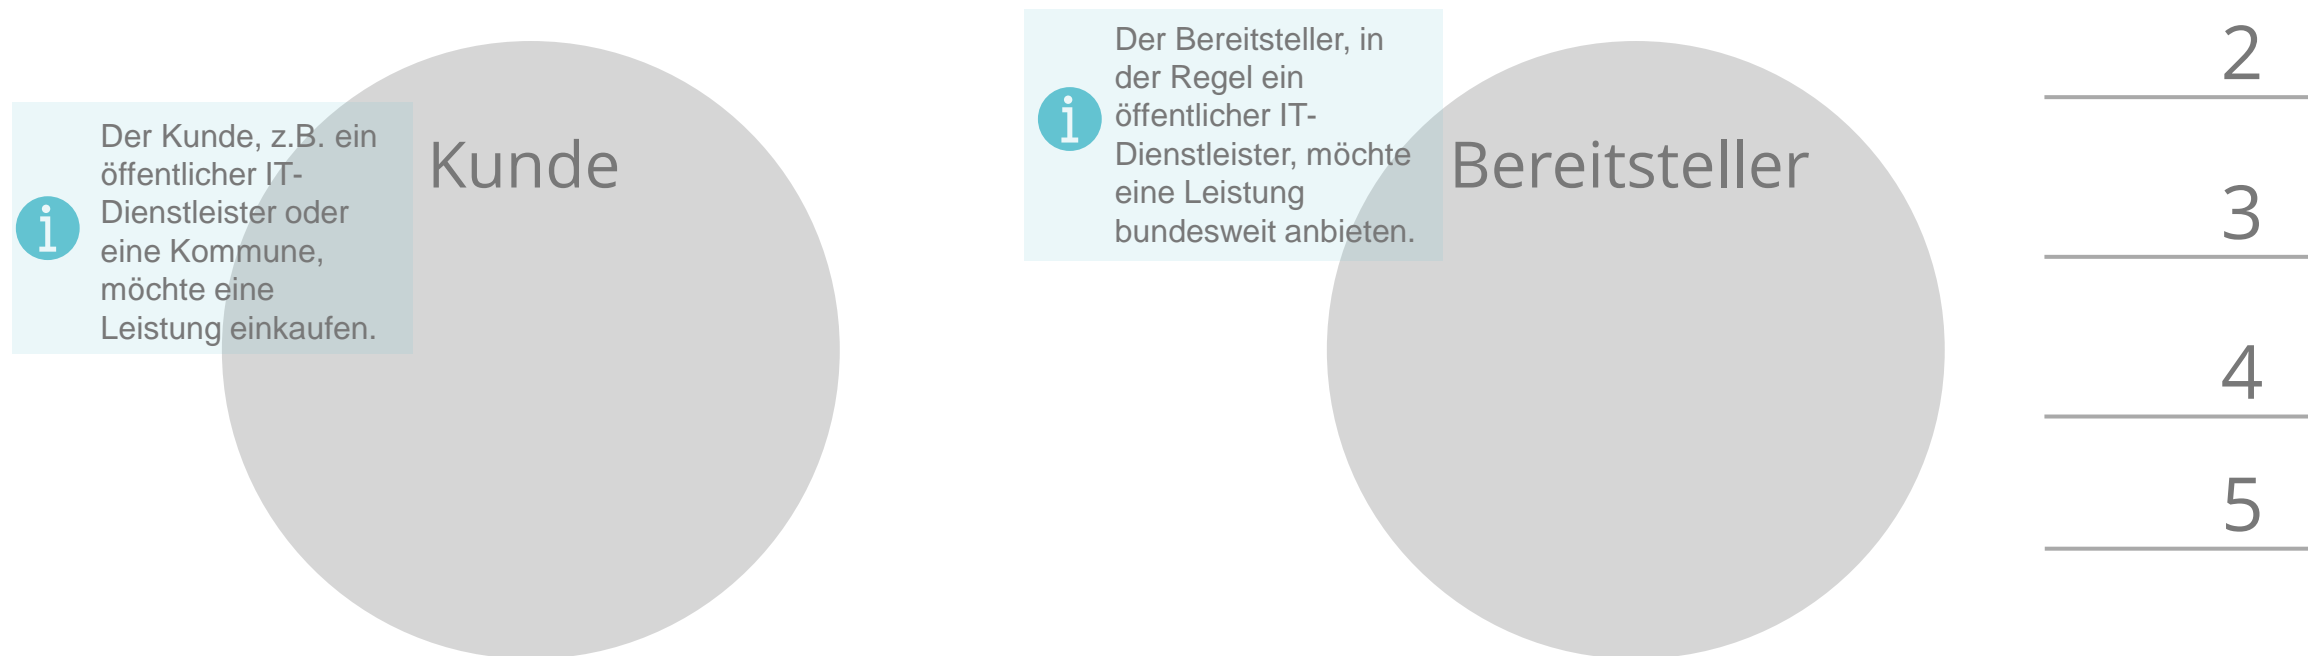 Der Kunde, z.B. ein
öffentlicher IT-
Dienstleister oder
eine Kommune,
möchte eine
Leistung einkaufen.
Kunde
Der Bereitsteller, in
der Regel ein
öffentlicher IT-
Dienstleister, möchte
eine Leistung
bundesweit anbieten.
Bereitsteller
2
3
4
5